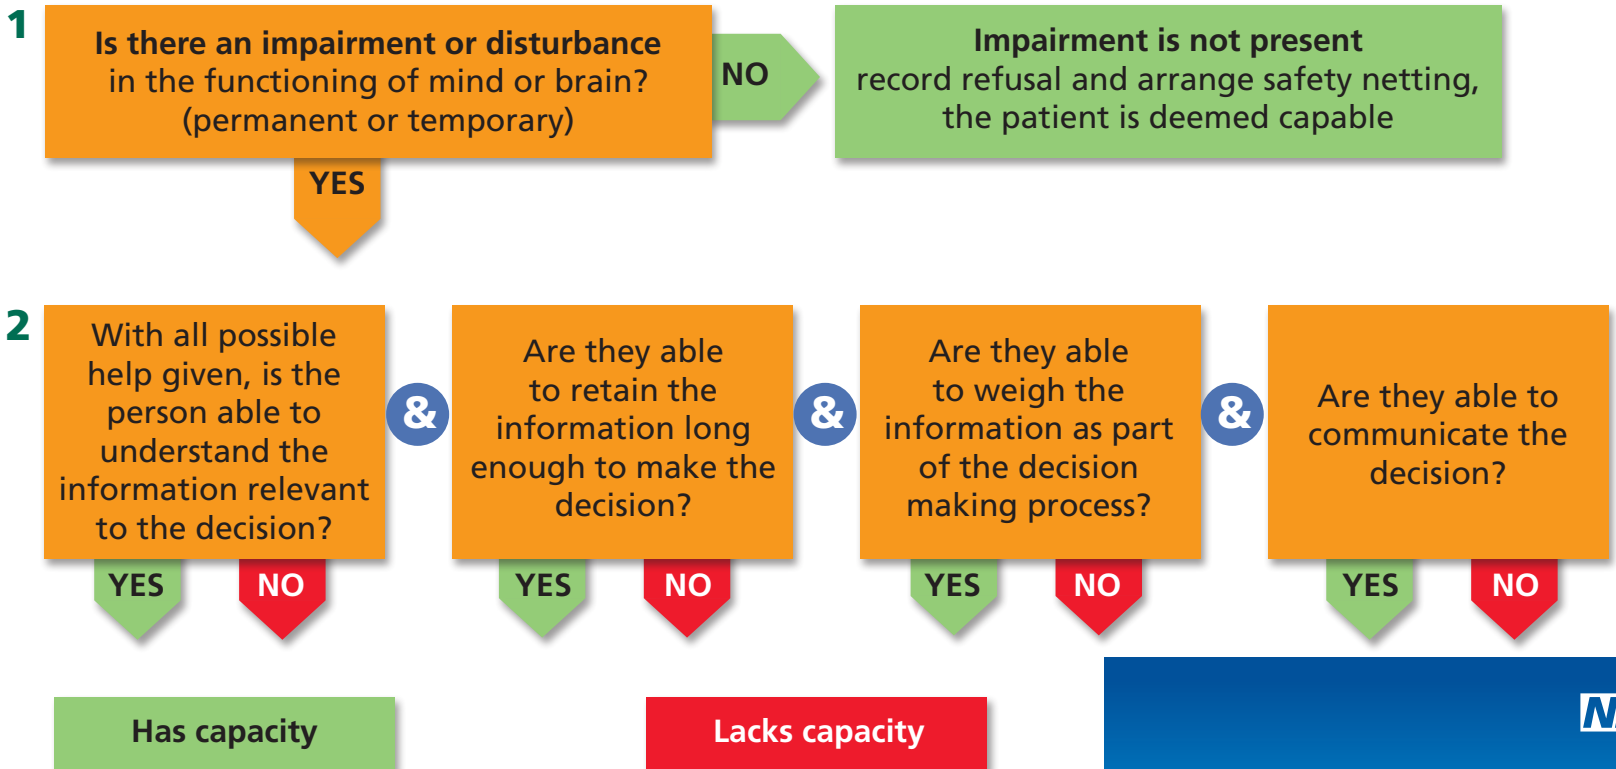 1
Is there an impairment or disturbance
in the functioning of mind or brain?
(permanent or temporary)
NO
Impairment is not present
record refusal and arrange safety netting,
the patient is deemed capable
YES
2
With all possible
help given, is the
person able to
understand the
information relevant
to the decision?
&
Are they able
to retain the
information long
enough to make the
decision?
&
Are they able
to weigh the
information as part
of the decision
making process?
&
Are they able to
communicate the
decision?
YES
NO
YES
NO
YES
NO
YES
NO
Has capacity
Lacks capacity